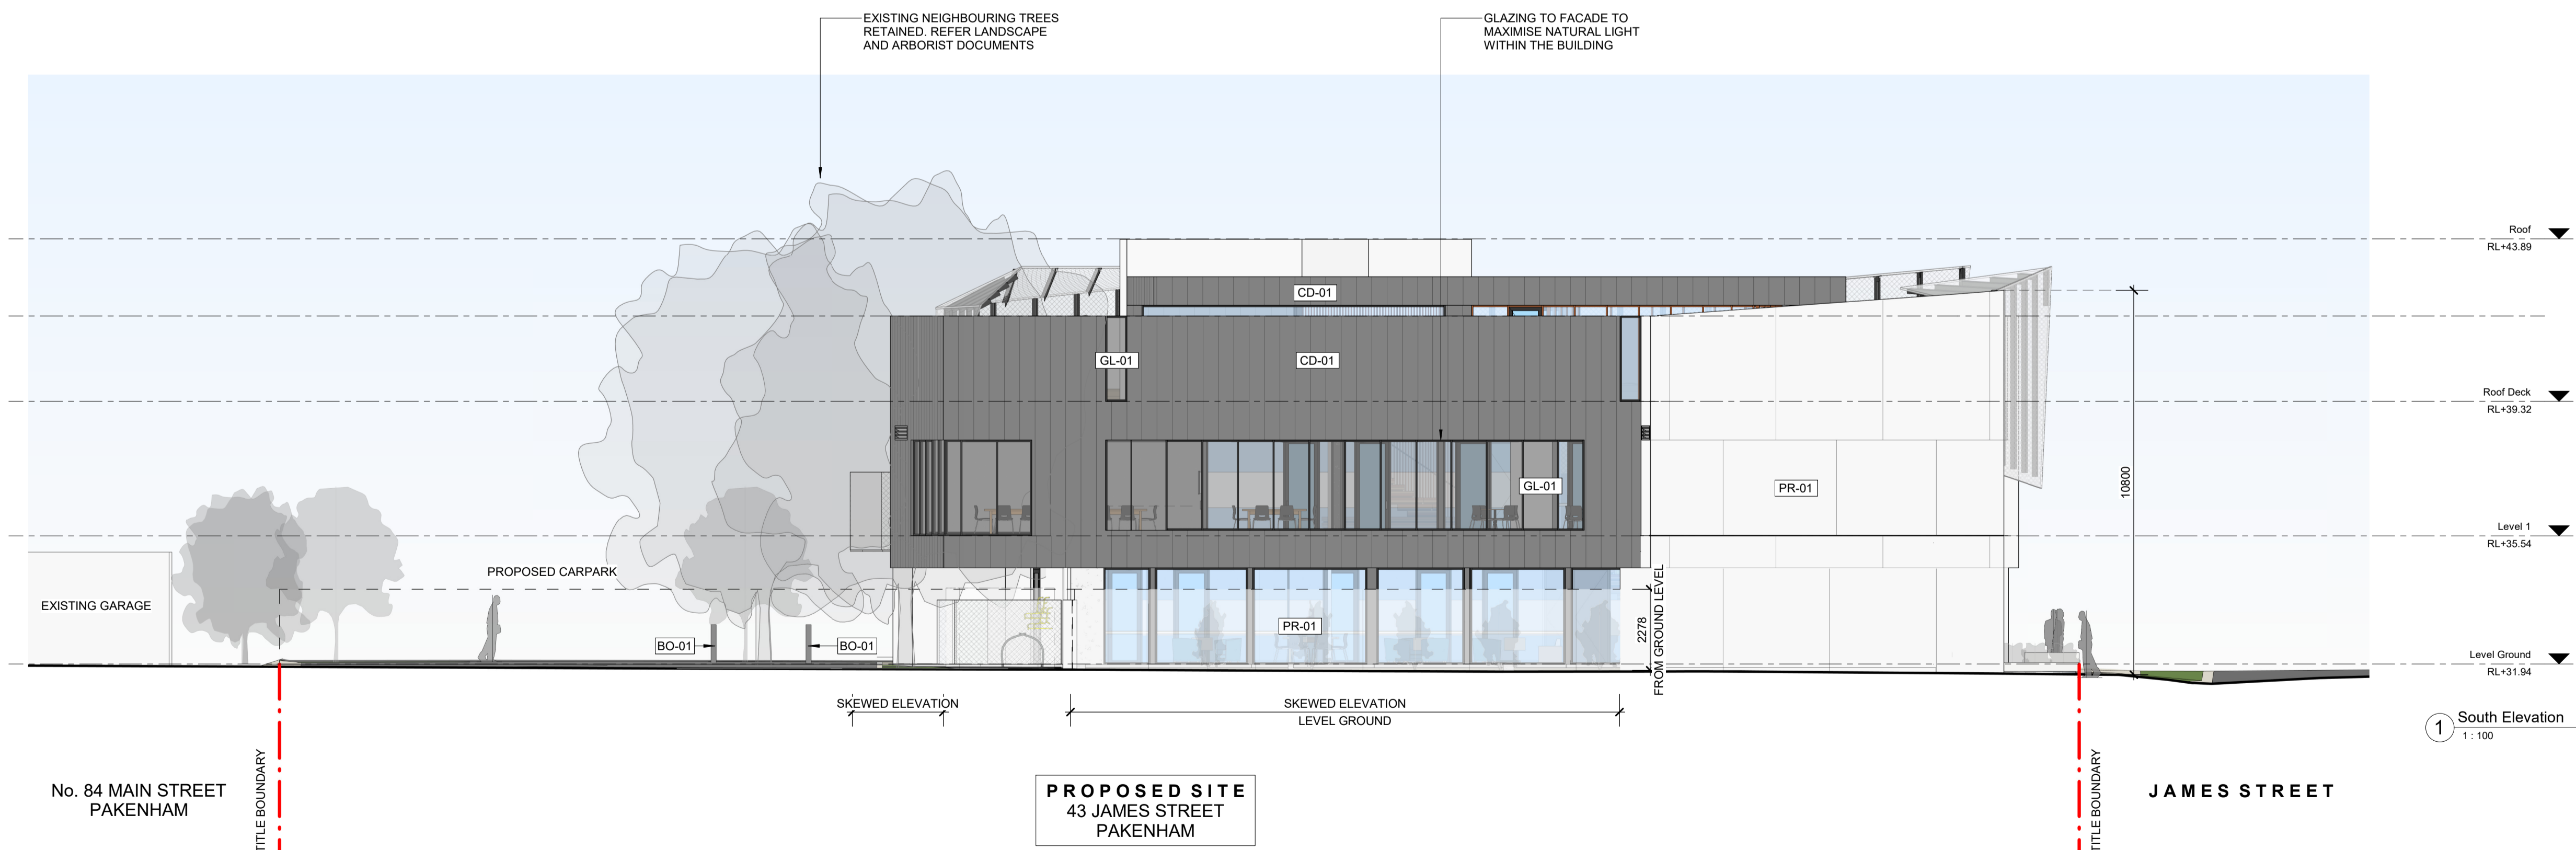 EXISTING NEIGHBOURING TREES
RETAINED. REFER LANDSCAPE
AND ARBORIST DOCUMENTS
GLAZING TO FACADE TO
MAXIMISE NATURAL LIGHT
WITHIN THE BUILDING
Roof
RL+43.89
CD-01
GL-01
CD-01
Roof Deck
RL+39.32
GL-01
PR-01
10800
Level 1
RL+35.54
PROPOSED CARPARK
EXISTING GARAGE
BO-01
BO-01
PR-01
2278
FROM GROUND LEVEL
Level Ground
RL+31.94
SKEWED ELEVATION
SKEWED ELEVATION
LEVEL GROUND
1
South Elevation
1 : 100
No. 84 MAIN STREET
PAKENHAM
TITLE BOUNDARY
PROPOSED SITE
43 JAMES STREET
PAKENHAM
TITLE BOUNDARY
JAMES STREET